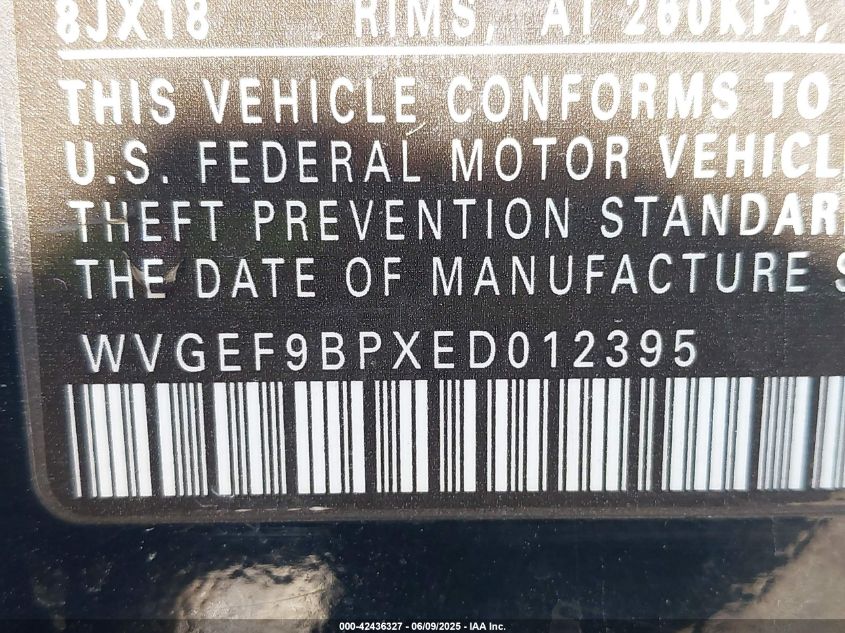 8JX18 RIMS, AT 260KPA,
THIS VEHICLE CONFORMS TO
U.S. FEDERAL MOTOR VEHICL
THEFT PREVENTION STANDAR
THE DATE OF MANUFACTURE S
WVGEF9BPXED012395
000-42436327 - 06/09/2025 - IAA Inc.